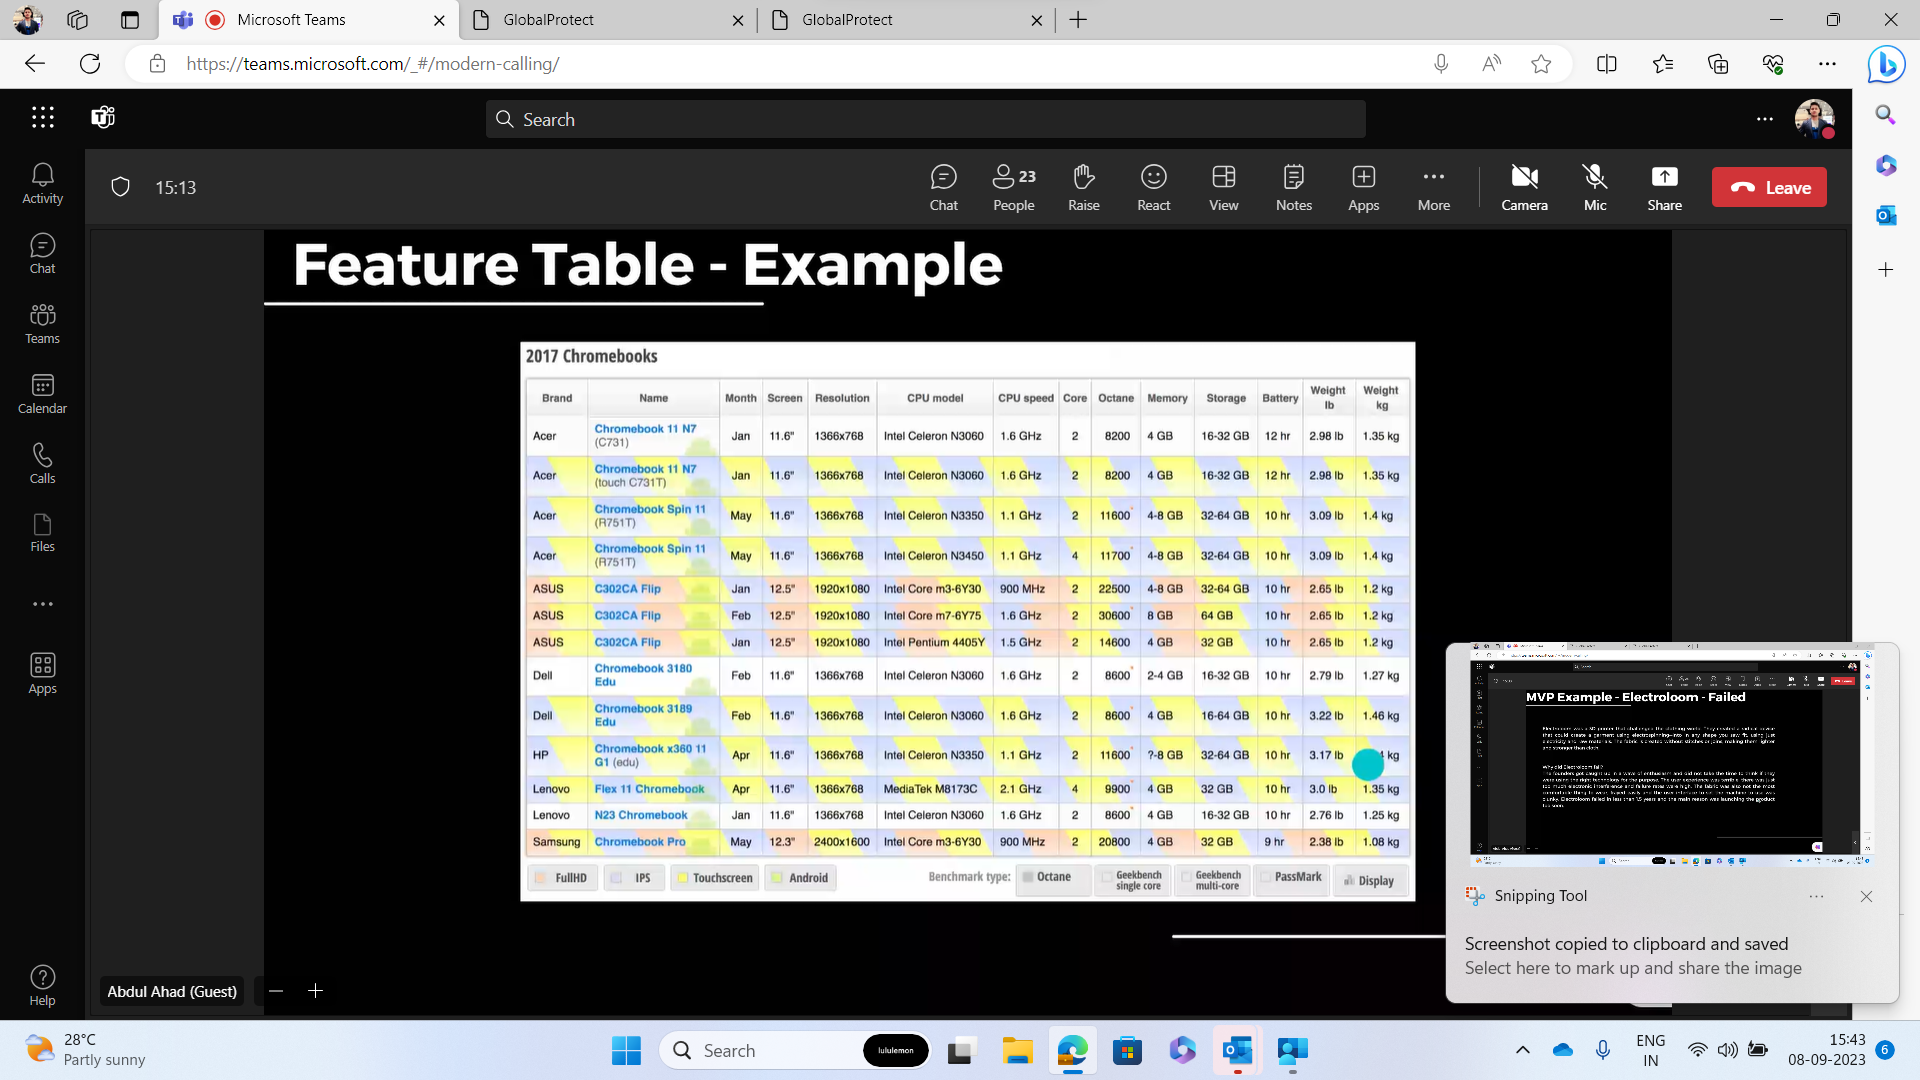 Microsoft Teams
GlobalProtect
GlobalProtect
https://teams.microsoft.com/_#/modern-calling/
Search
Activity
Chat
Teams
Calendar
Calls
Files
Apps
Help
15:13
Chat
23
People
Raise
React
View
Notes
Apps
More
Camera
Mic
Share
Leave
Feature Table - Example
2017 Chromebooks
Brand Name Month Screen Resolution CPU model CPU speed Core Octane Memory Storage Battery Weight lb Weight kg
Acer Chromebook 11 N7 (C731) Jan 11.6" 1366x768 Intel Celeron N3060 1.6 GHz 2 8200 4 GB 16-32 GB 12 hr 2.98 lb 1.35 kg
Acer Chromebook 11 N7 (touch C731T) Jan 11.6" 1366x768 Intel Celeron N3060 1.6 GHz 2 8200 4 GB 16-32 GB 12 hr 2.98 lb 1.35 kg
Acer Chromebook Spin 11 (R751T) May 11.6" 1366x768 Intel Celeron N3350 1.1 GHz 2 11600* 4-8 GB 32-64 GB 10 hr 3.09 lb 1.4 kg
Acer Chromebook Spin 11 (R751T) May 11.6" 1366x768 Intel Celeron N3450 1.1 GHz 4 11700* 4-8 GB 32-64 GB 10 hr 3.09 lb 1.4 kg
ASUS C302CA Flip Jan 12.5" 1920x1080 Intel Core m3-6Y30 900 MHz 2 22500 4-8 GB 32-64 GB 10 hr 2.65 lb 1.2 kg
ASUS C302CA Flip Feb 12.5" 1920x1080 Intel Core m7-6Y75 1.6 GHz 2 30600* 8 GB 64 GB 10 hr 2.65 lb 1.2 kg
ASUS C302CA Flip Jan 12.5" 1920x1080 Intel Pentium 4405Y 1.5 GHz 2 14600 4 GB 32 GB 10 hr 2.65 lb 1.2 kg
Dell Chromebook 3180 Edu Feb 11.6" 1366x768 Intel Celeron N3060 1.6 GHz 2 8600* 2-4 GB 16-32 GB 10 hr 2.79 lb 1.27 kg
Dell Chromebook 3189 Edu Feb 11.6" 1366x768 Intel Celeron N3060 1.6 GHz 2 8600* 4 GB 16-64 GB 10 hr 3.22 lb 1.46 kg
HP Chromebook x360 11 G1 (edu) Apr 11.6" 1366x768 Intel Celeron N3350 1.1 GHz 2 11600* ?-8 GB 32-64 GB 10 hr 3.17 lb kg
Lenovo Flex 11 Chromebook Apr 11.6" 1366x768 MediaTek M8173C 2.1 GHz 4 9900* 4 GB 32 GB 10 hr 3.0 lb 1.35 kg
Lenovo N23 Chromebook Jan 11.6" 1366x768 Intel Celeron N3060 1.6 GHz 2 8600* 4 GB 16-32 GB 10 hr 2.76 lb 1.25 kg
Samsung Chromebook Pro May 12.3" 2400x1600 Intel Core m3-6Y30 900 MHz 2 20800 4 GB 32 GB 9 hr 2.38 lb 1.08 kg
FullHD IPS Touchscreen Android Benchmark type: Octane Geekbench single core Geekbench multi-core PassMark Display
Abdul Ahad (Guest)
MVP Example - Electroloom - Failed
Why did Electroloom fail?
Snipping Tool
Screenshot copied to clipboard and saved
Select here to mark up and share the image
28°C
Partly sunny
Search
lululemon
ENG
IN
15:43
08-09-2023
6